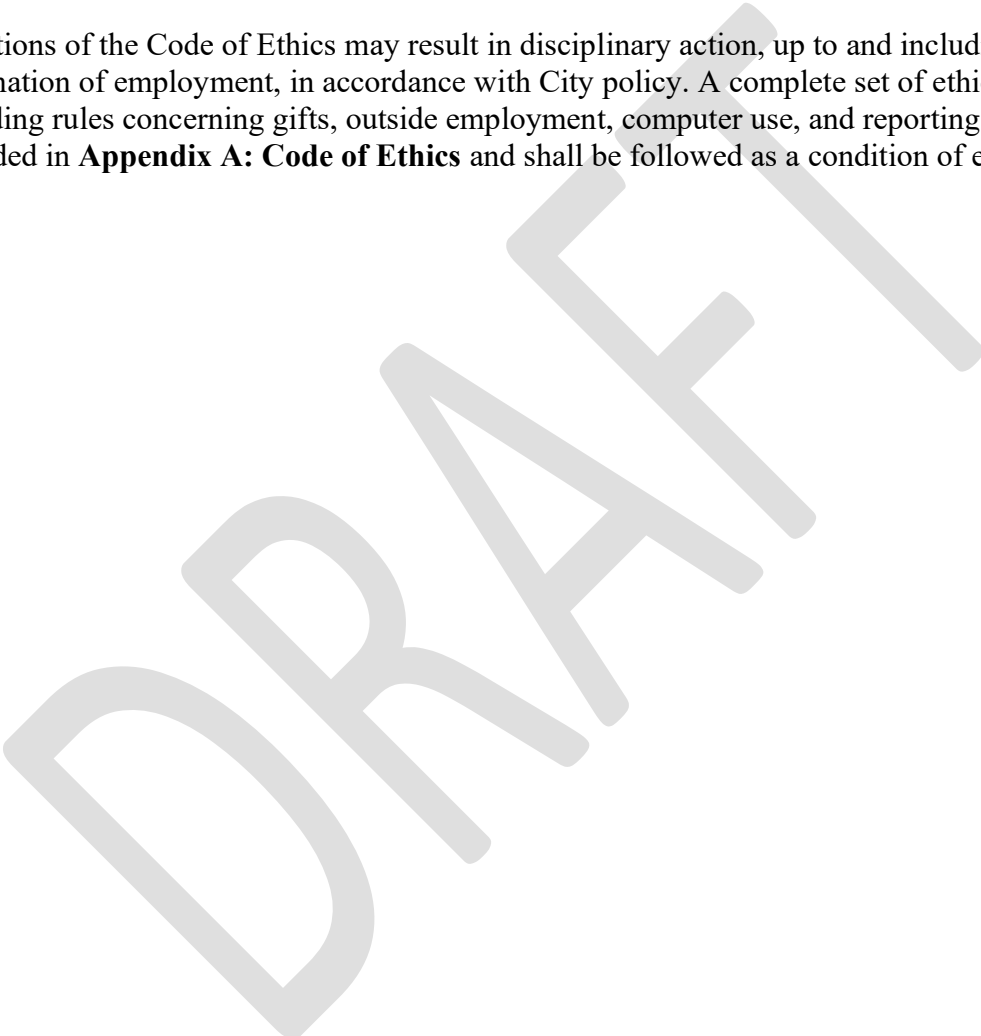 tions of the Code of Ethics may result in disciplinary action, up to and includ
nation of employment, in accordance with City policy. A complete set of ethi
ding rules concerning gifts, outside employment, computer use, and reporting
ded in Appendix A: Code of Ethics and shall be followed as a condition of e
DRAFT